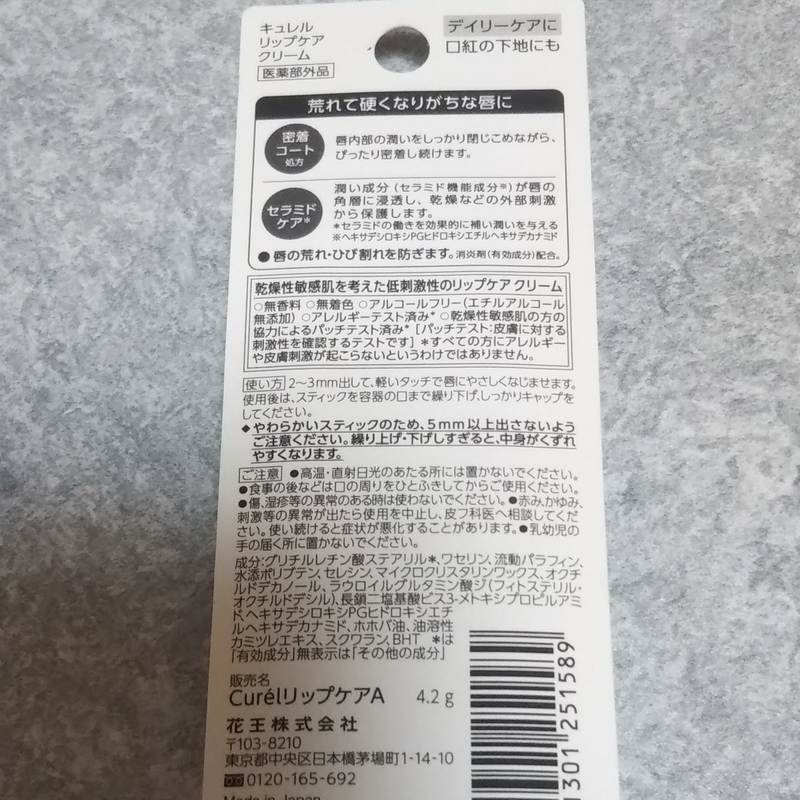 キュレル
リップケア
クリーム
医薬部外品
デイリーケアに
口紅の下地にも
荒れて硬くなりがちな唇に
密着
コート
処方
唇内部の潤いをしっかり閉じこめながら、
ぴったり密着し続けます。
セラミド
ケア*
潤い成分(セラミド機能成分※)が唇の
角層に浸透し、乾燥などの外部刺激
から保護します。
*セラミドの働きを効果的に補い潤いを与える
※ヘキサデシロキシPGヒドロキシエチルヘキサデカナミド
●唇の荒れ・ひび割れを防ぎます。消炎剤(有効成分)配合。
乾燥性敏感肌を考えた低刺激性のリップケア クリーム
○無香料 ○無着色 ○アルコールフリー(エチルアルコール
無添加) ○アレルギーテスト済み* ○乾燥性敏感肌の方の
協力によるパッチテスト済み* [パッチテスト:皮膚に対する
刺激性を確認するテストです] *すべての方にアレルギー
や皮膚刺激が起こらないというわけではありません。
使い方 2〜3mm出して、軽いタッチで唇にやさしくなじませます。
使用後は、スティックを容器の口まで繰り下げ、しっかりキャップを
してください。
◆やわらかいスティックのため、5mm以上出さないよう
ご注意ください。繰り上げ・下げしすぎると、中身がくずれ
やすくなります。
ご注意 ●高温・直射日光のあたる所には置かないでください。
●食事の後などは口の周りをひとふきしてからご使用ください。
●傷、湿疹等の異常のある時は使わないでください。●赤み、かゆみ、
刺激等の異常が出たら使用を中止し、皮フ科医へ相談してくだ
さい。使い続けると症状が悪化することがあります。●乳幼児の
手の届く所に置かないでください。
成分:グリチルレチン酸ステアリル*、ワセリン、流動パラフィン、
水添ポリブテン、セレシン、マイクロクリスタリンワックス、オクチ
ルドデカノール、ラウロイルグルタミン酸ジ(フィトステリル・
オクチルドデシル)、長鎖二塩基酸ビス3-メトキシプロピルアミ
ド、ヘキサデシロキシPGヒドロキシエチ
ルヘキサデカナミド、ホホバ油、油溶性
カミツレエキス、スクワラン、BHT *は
「有効成分」無表示は「その他の成分」
販売名
CurélリップケアA 4.2g
花王株式会社
〒103-8210
東京都中央区日本橋茅場町1-14-10
0120-165-692
Made in Japan
301 251589